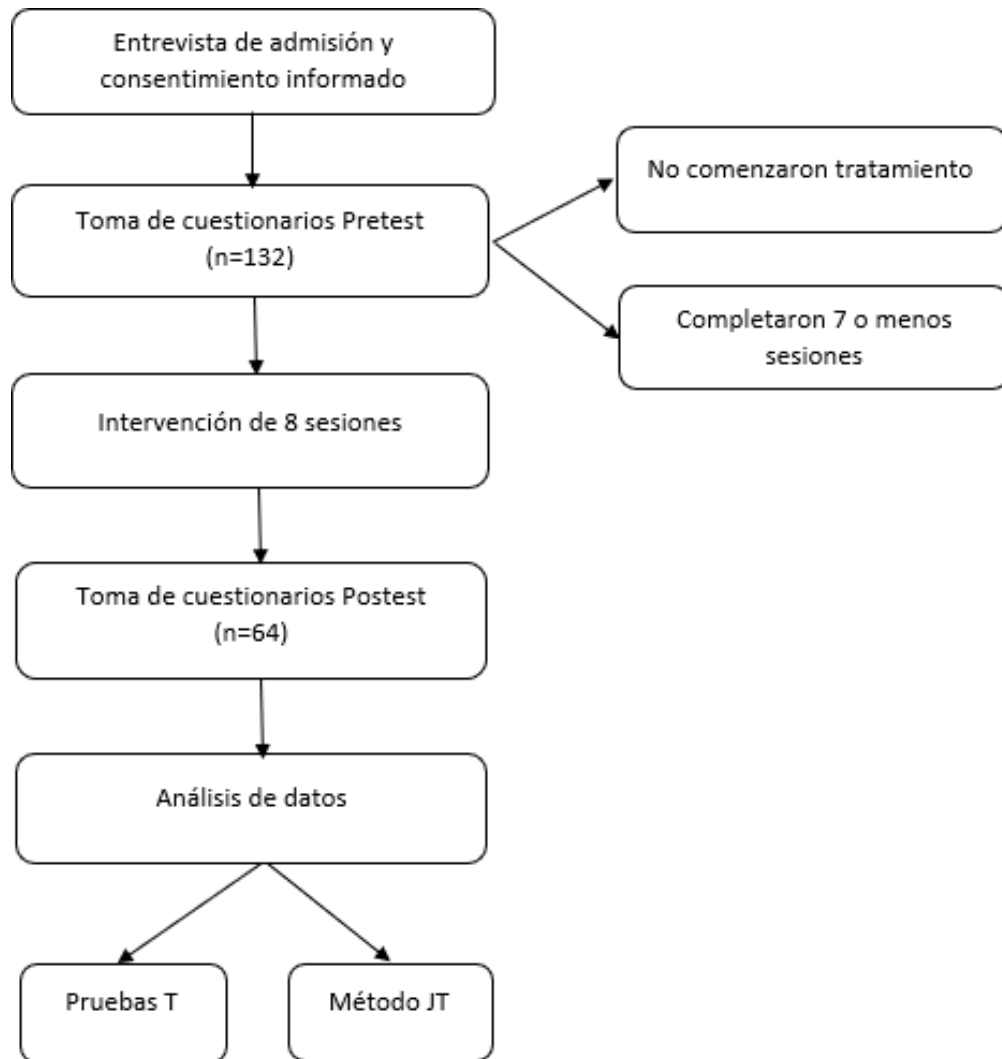 Entrevista de admisión y
consentimiento informado
No comenzaron tratamiento
Toma de cuestionarios Pretest
(n=132)
Completaron 7 o menos
sesiones
Intervención de 8 sesiones
Toma de cuestionarios Postest
(n=64)
Análisis de datos
Pruebas T
Método JT